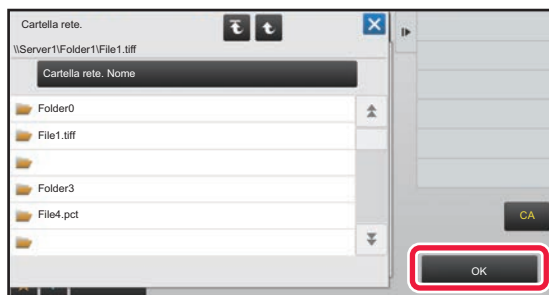 Cartella rete.
\\Server1\Folder1\File1.tiff
Cartella rete. Nome
Folder0
File1.tiff
Folder3
File4.pct
CA
OK